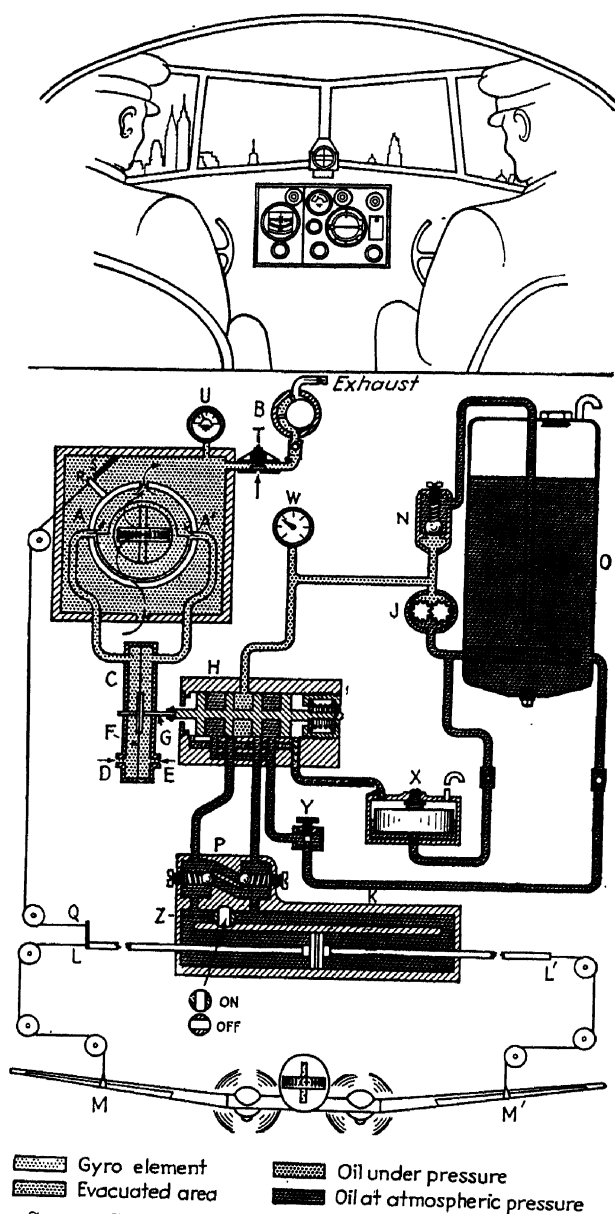 Exhaust
U
B
T
W
S
R
A
A'
N
O
J
C
H
I
F
G
D
E
X
Y
P
K
Z
Q
L
L'
ON
OFF
M
M'
Gyro element
Oil under pressure
Evacuated area
Oil at atmospheric pressure